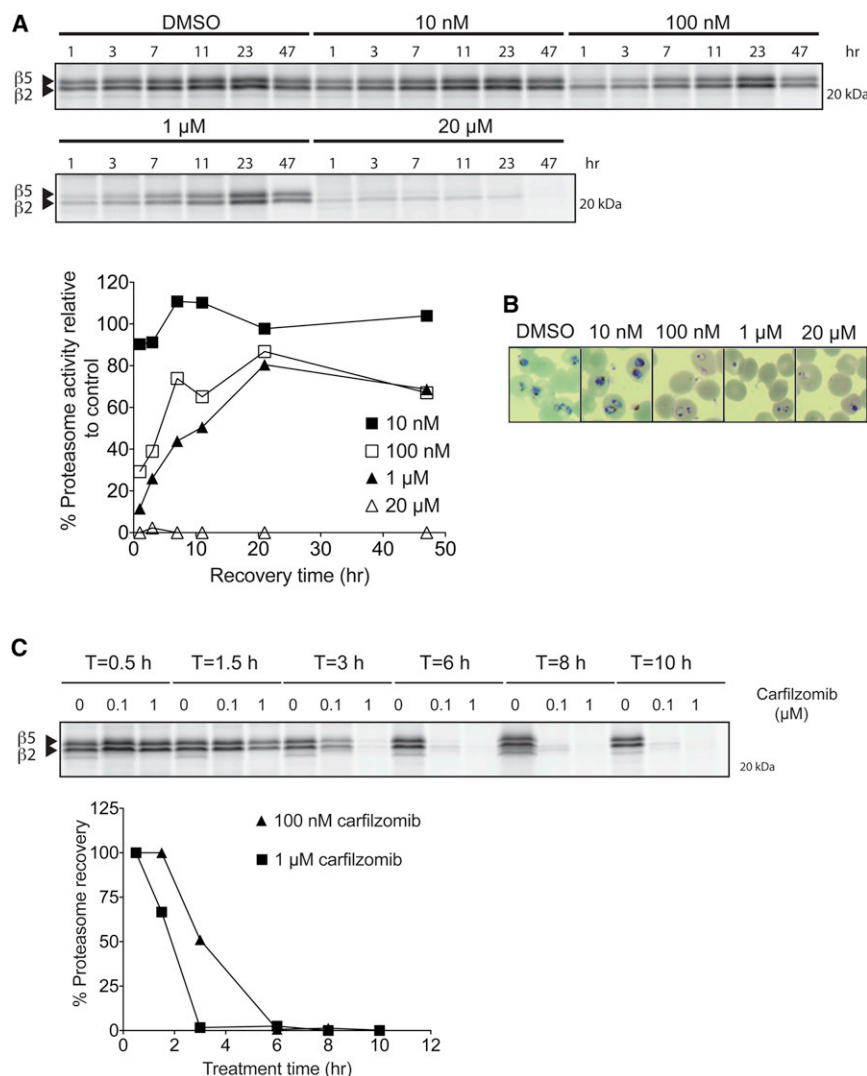 A
DMSO 10 nM 100 nM
1 3 7 11 23 47 1 3 7 11 23 47 1 3 7 11 23 47 hr
β5
β2
20 kDa
1 µM 20 µM
1 3 7 11 23 47 1 3 7 11 23 47 hr
β5
β2
20 kDa
% Proteasome activity relative
to control
120
100
80
60
40
20
0
10 nM
100 nM
1 µM
20 µM
0 10 20 30 40 50
Recovery time (hr)
B
DMSO 10 nM 100 nM 1 µM 20 µM
C
T=0.5 h T=1.5 h T=3 h T=6 h T=8 h T=10 h
0 0.1 1 0 0.1 1 0 0.1 1 0 0.1 1 0 0.1 1 0 0.1 1 Carfilzomib
(µM)
β5
β2
20 kDa
% Proteasome recovery
125
100
75
50
25
0
100 nM carfilzomib
1 µM carfilzomib
0 2 4 6 8 10 12
Treatment time (hr)